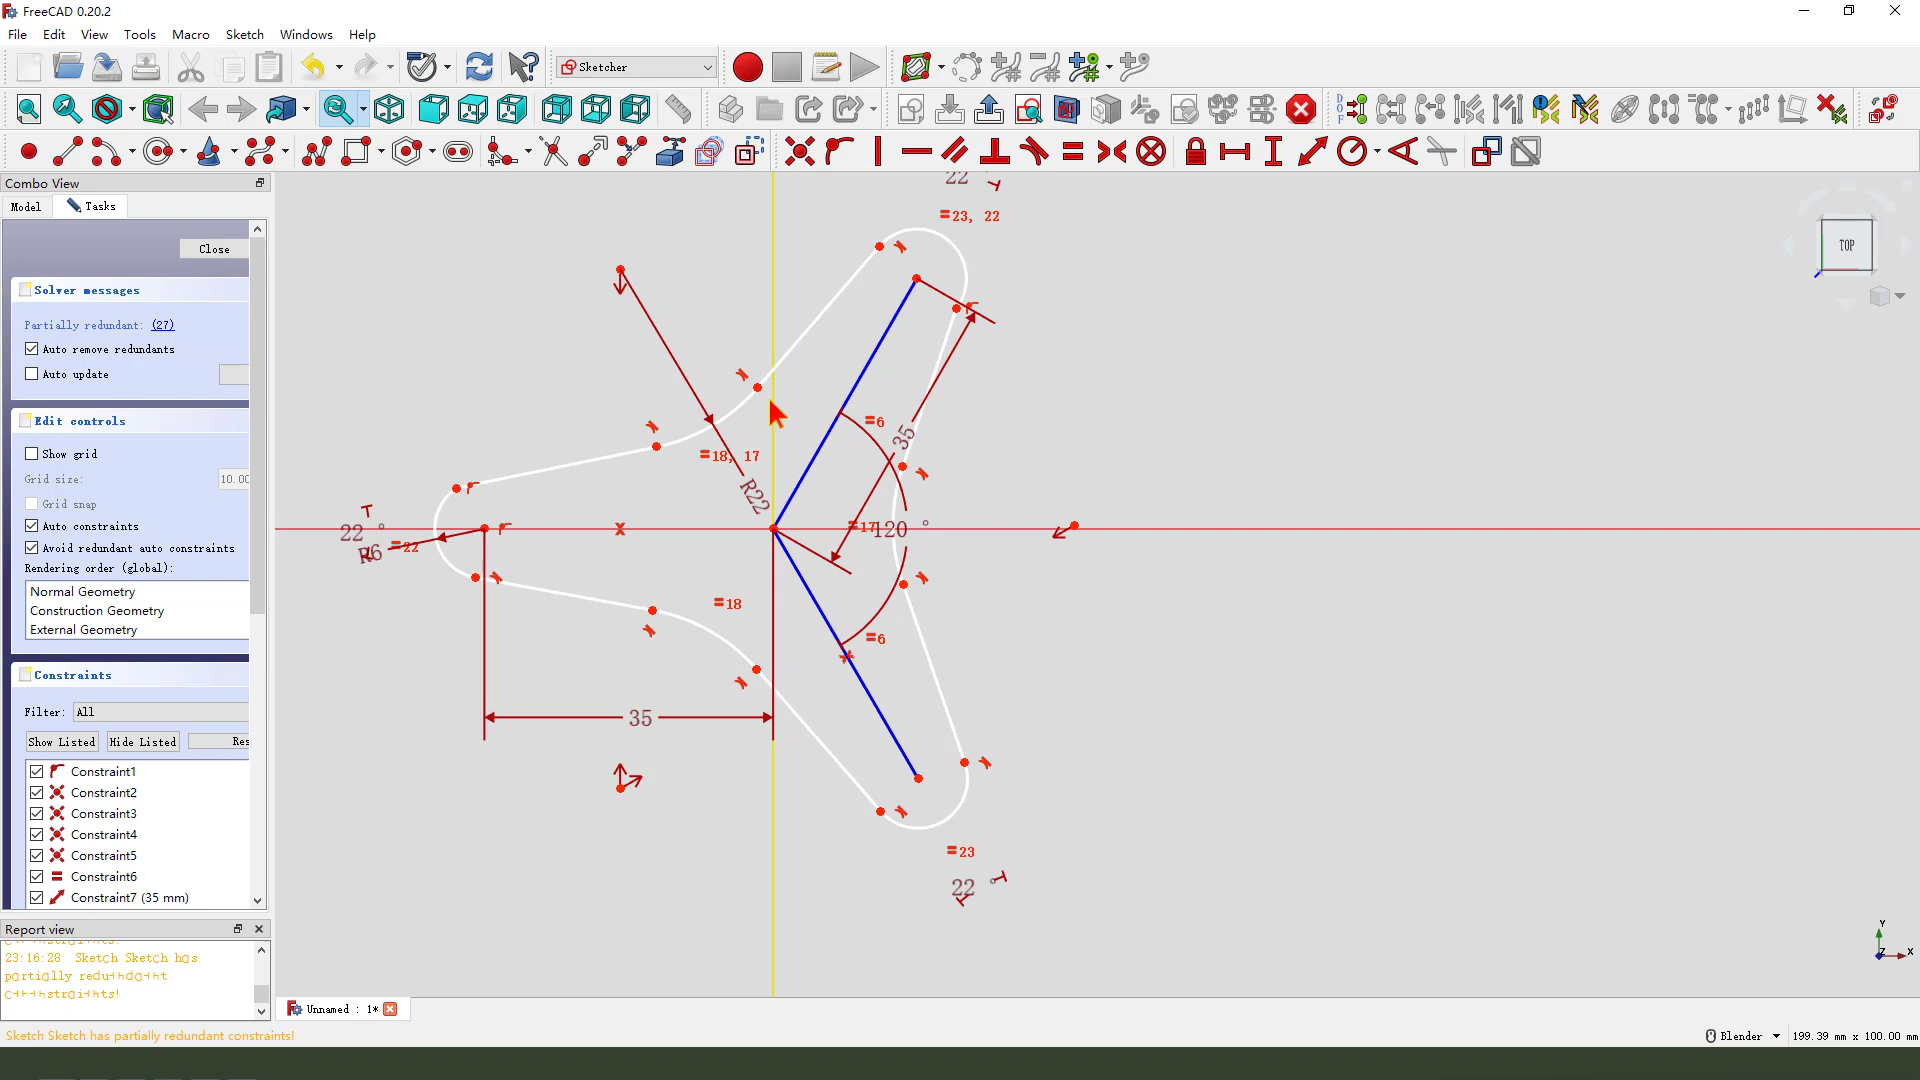 FreeCAD 0.20.2
File Edit View Tools Macro Sketch Windows Help
Sketcher
Combo View
Model Tasks
Close
Solver messages
Partially redundant: (27)
Auto remove redundants
Auto update
Edit controls
Show grid
Grid size: 10.00
Grid snap
Auto constraints
Avoid redundant auto constraints
Rendering order (global):
Normal Geometry
Construction Geometry
External Geometry
Constraints
Filter: All
Show Listed Hide Listed Res
Constraint1
Constraint2
Constraint3
Constraint4
Constraint5
Constraint6
Constraint7 (35 mm)
Report view
23:16:28 Sketch Sketch has
partially redundant
constraints!
Sketch Sketch has partially redundant constraints!
22
=23, 22
35
=6
=18, 17
R22
22 °
R6
=22
=17
120 °
=18
=6
35
=23
22 °
TOP
Y
Z
X
Unnamed : 1*
Blender
199.39 mm x 100.00 mm